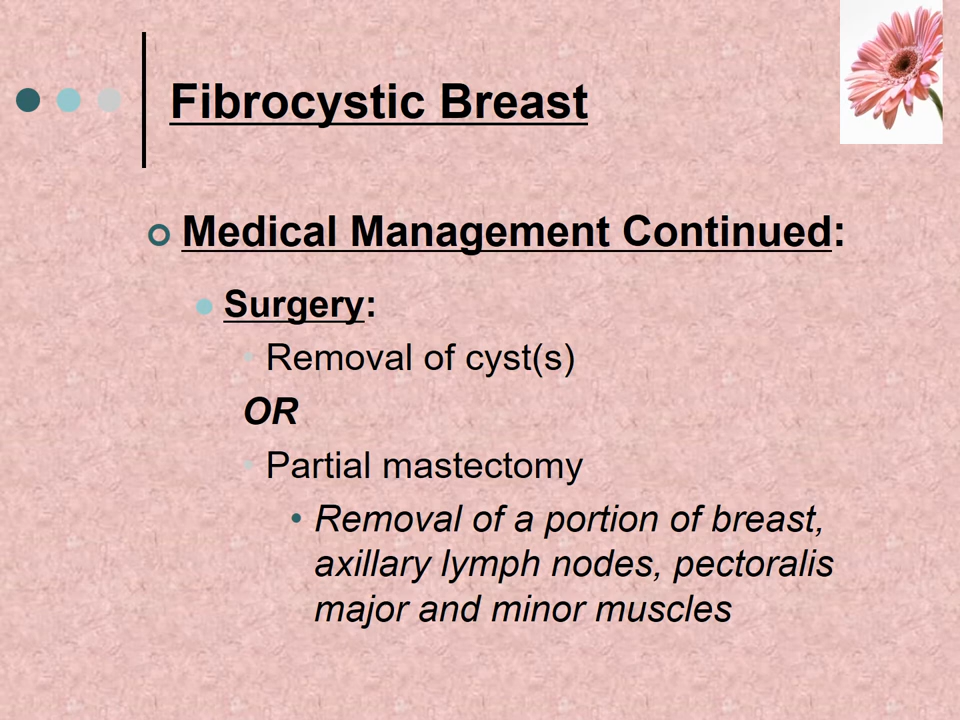 Fibrocystic Breast
Medical Management Continued:
Surgery:
Removal of cyst(s)
OR
Partial mastectomy
Removal of a portion of breast,
axillary lymph nodes, pectoralis
major and minor muscles